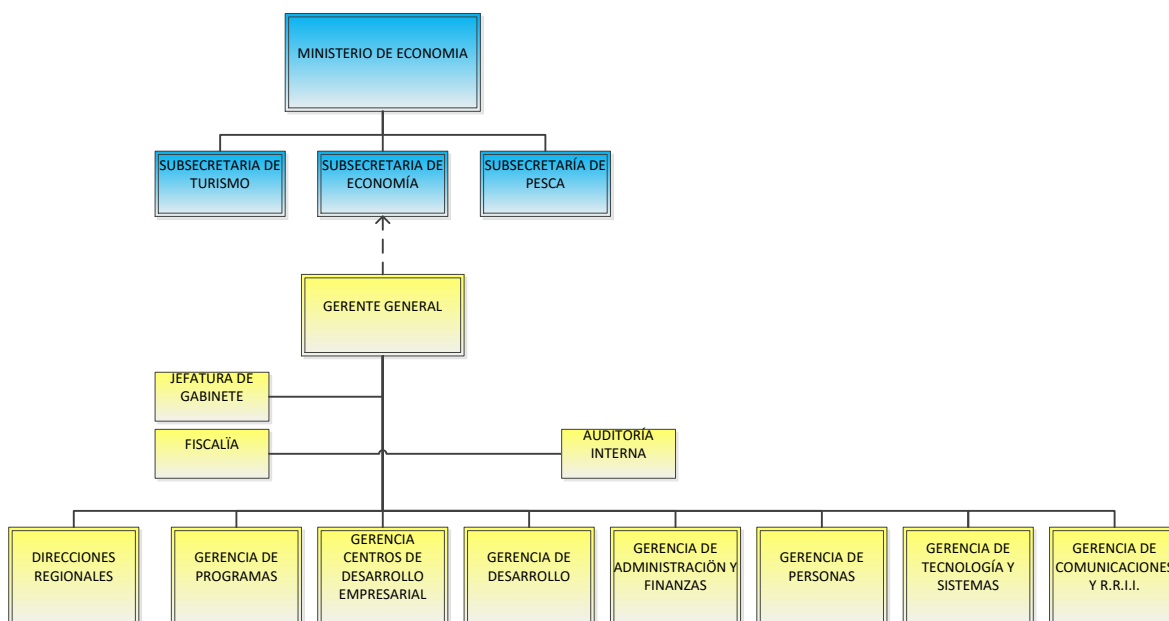 MINISTERIO DE ECONOMIA
SUBSECRETARIA DE
TURISMO
SUBSECRETARIA DE
ECONOMÍA
SUBSECRETARÍA DE
PESCA
GERENTE GENERAL
JEFATURA DE
GABINETE
FISCALÏA
AUDITORÍA
INTERNA
DIRECCIONES
REGIONALES
GERENCIA DE
PROGRAMAS
GERENCIA
CENTROS DE
DESARROLLO
EMPRESARIAL
GERENCIA DE
DESARROLLO
GERENCIA DE
ADMINISTRACIÖN Y
FINANZAS
GERENCIA DE
PERSONAS
GERENCIA DE
TECNOLOGÍA Y
SISTEMAS
GERENCIA DE
COMUNICACIONES
Y R.R.I.I.